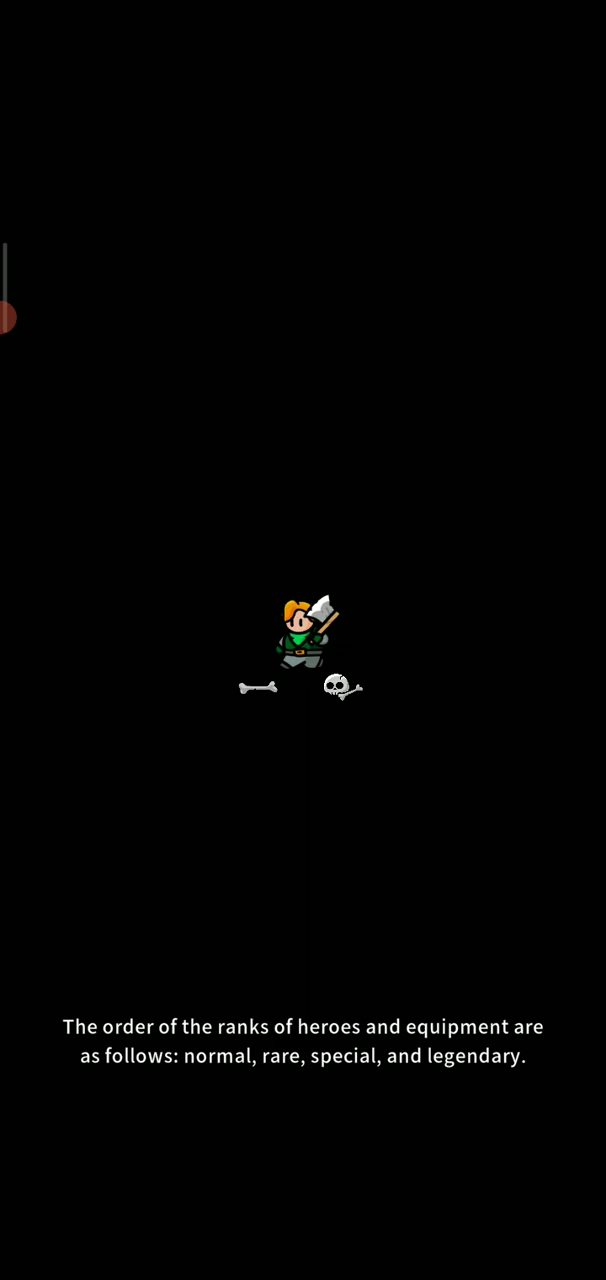 The order of the ranks of heroes and equipment are
as follows: normal, rare, special, and legendary.